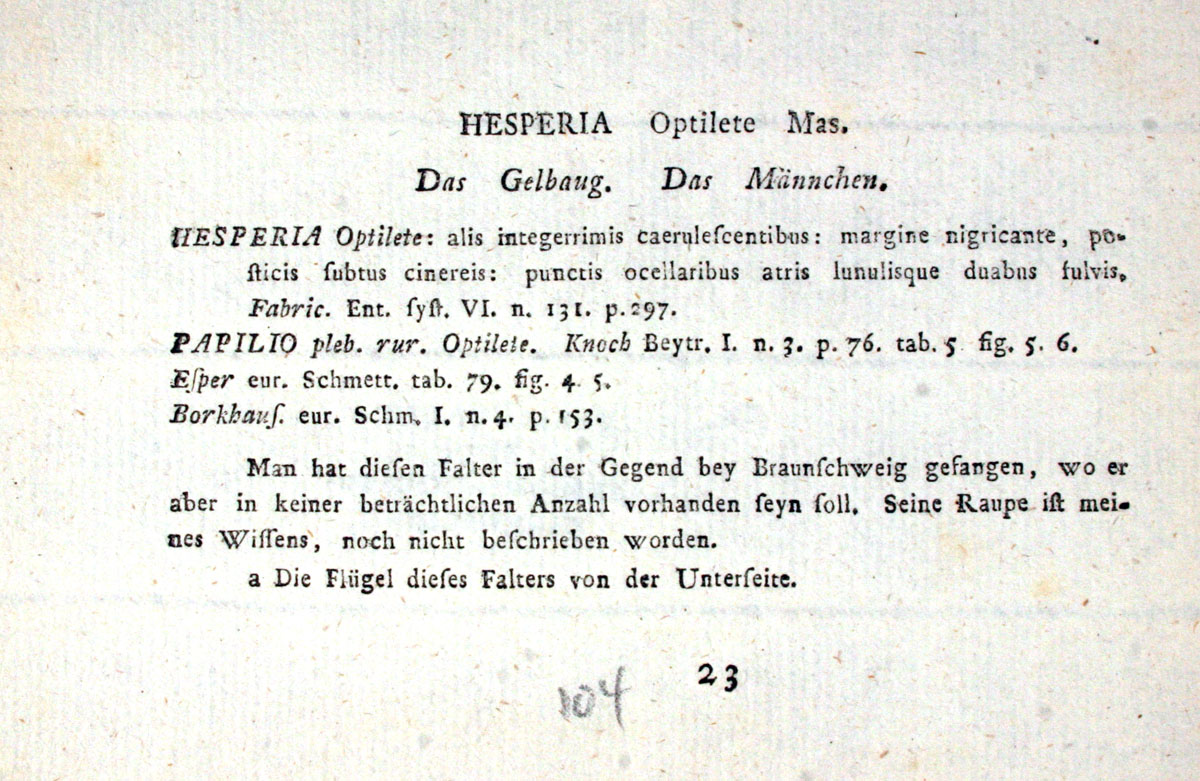 HESPERIA Optilete Mas.
Das Gelbaug. Das Männchen.
HESPERIA Optilete: alis integerrimis caeruleſcentibus: margine nigricante, po-
ſticis ſubtus cinereis: punctis ocellaribus atris lunulisque duabus fulvis,
Fabric. Ent. ſyſt. VI. n. 131. p. 297.
PAPILIO pleb. rur. Optilete. Knoch Beytr. I. n. 3. p. 76. tab. 5 fig. 5. 6.
Eſper eur. Schmett. tab. 79. fig. 4 5.
Borkhauſ. eur. Schm. I. n. 4. p. 153.
Man hat dieſen Falter in der Gegend bey Braunſchweig gefangen, wo er
aber in keiner beträchtlichen Anzahl vorhanden ſeyn ſoll. Seine Raupe iſt mei-
nes Wiſſens, noch nicht beſchrieben worden.
a Die Flügel dieſes Falters von der Unterſeite.
23
104